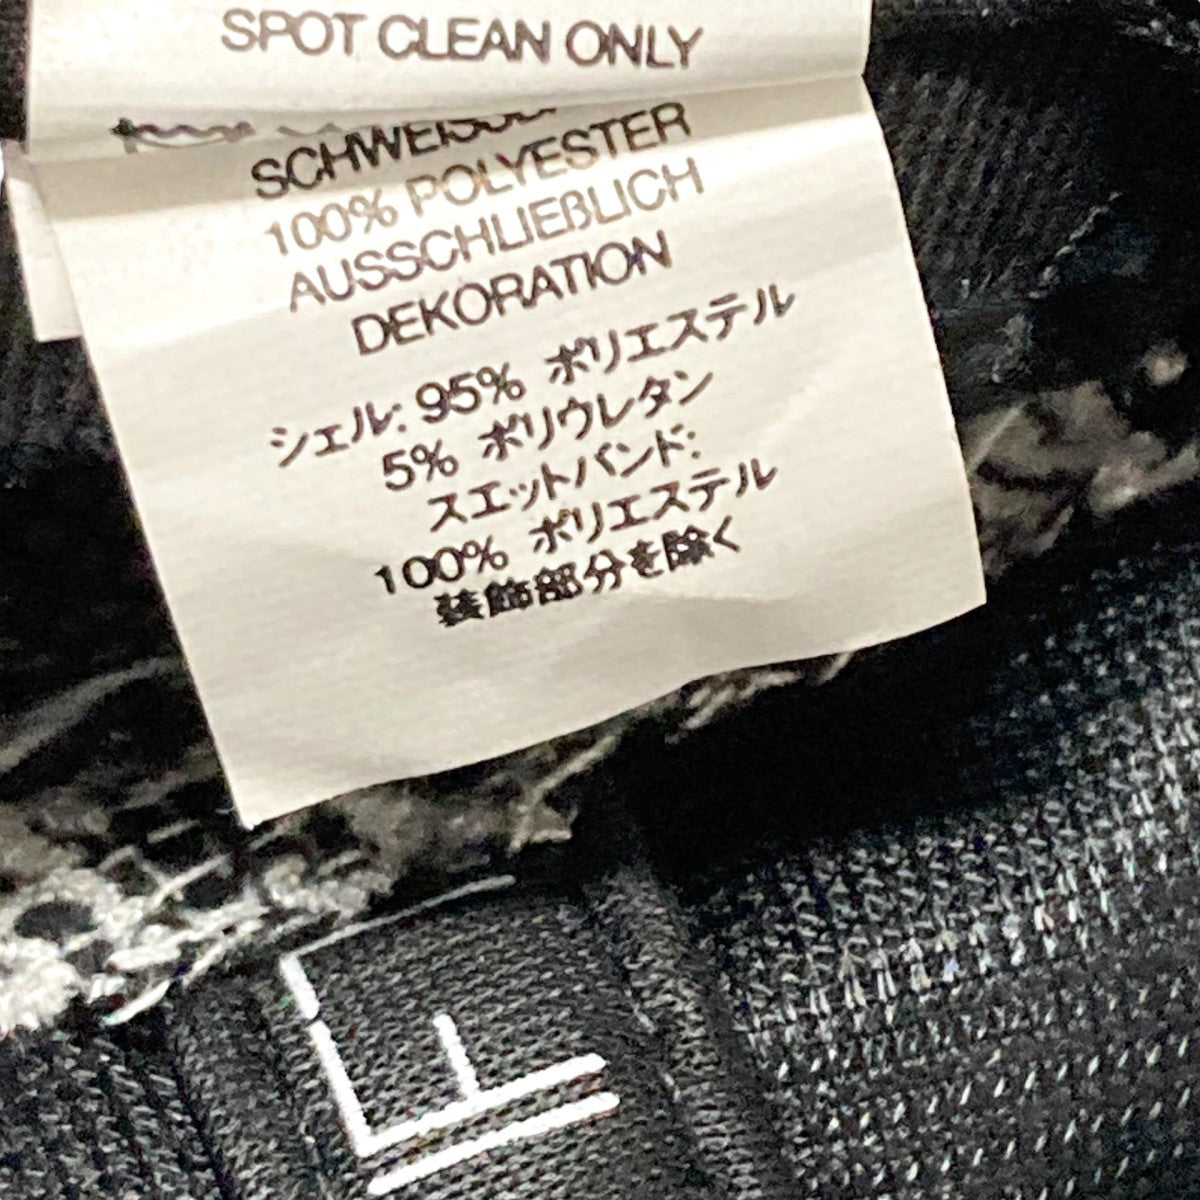 SPOT CLEAN ONLY
100% POLYESTER
AUSSCHLIEßLICH
DEKORATION
シェル: 95% ポリエステル
5% ポリウレタン
スエットバンド:
100% ポリエステル
装飾部分を除く